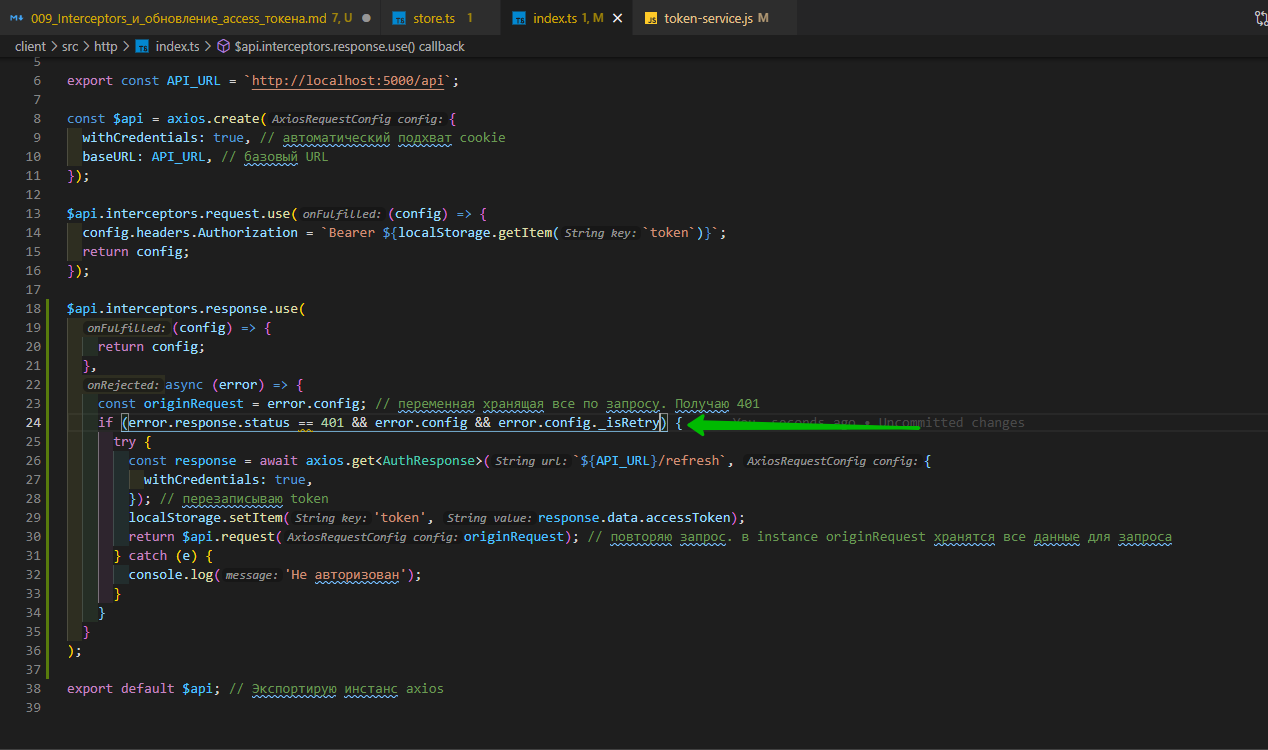 009_Interceptors_и_обновление_access_токена.md 7, U ● store.ts 1 index.ts 1, M × token-service.js M
client > src > http > index.ts > $api.interceptors.response.use() callback
5
6 export const API_URL = `http://localhost:5000/api`;
7
8 const $api = axios.create( AxiosRequestConfig config: {
9 withCredentials: true, // автоматический подхват cookie
10 baseURL: API_URL, // базовый URL
11 });
12
13 $api.interceptors.request.use( onFulfilled: (config) => {
14 config.headers.Authorization = `Bearer ${localStorage.getItem( String key: `token`)}`;
15 return config;
16 });
17
18 $api.interceptors.response.use(
19 onFulfilled: (config) => {
20 return config;
21 },
22 onRejected: async (error) => {
23 const originRequest = error.config; // переменная хранящая все по запросу. Получаю 401
24 if (error.response.status == 401 && error.config && error.config._isRetry) { You, seconds ago • Uncommitted changes
25 try {
26 const response = await axios.get<AuthResponse>( String url: `${API_URL}/refresh`, AxiosRequestConfig config: {
27 withCredentials: true,
28 }); // перезаписываю token
29 localStorage.setItem( String key: 'token', String value: response.data.accessToken);
30 return $api.request( AxiosRequestConfig config: originRequest); // повторяю запрос. в instance originRequest хранятся все данные для запроса
31 } catch (e) {
32 console.log( message: 'Не авторизован');
33 }
34 }
35 }
36 );
37
38 export default $api; // Экспортирую инстанс axios
39